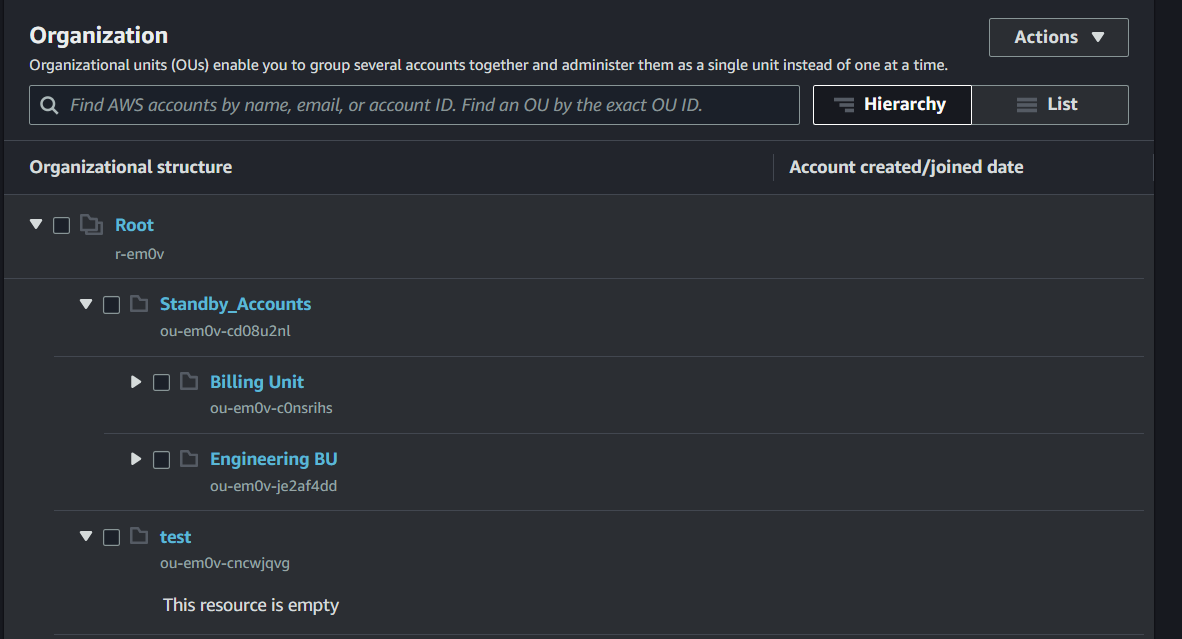 Organization
Actions
Organizational units (OUs) enable you to group several accounts together and administer them as a single unit instead of one at a time.
Find AWS accounts by name, email, or account ID. Find an OU by the exact OU ID.
Hierarchy
List
Organizational structure
Account created/joined date
Root
r-em0v
Standby_Accounts
ou-em0v-cd08u2nl
Billing Unit
ou-em0v-c0nsrihs
Engineering BU
ou-em0v-je2af4dd
test
ou-em0v-cncwjqvg
This resource is empty